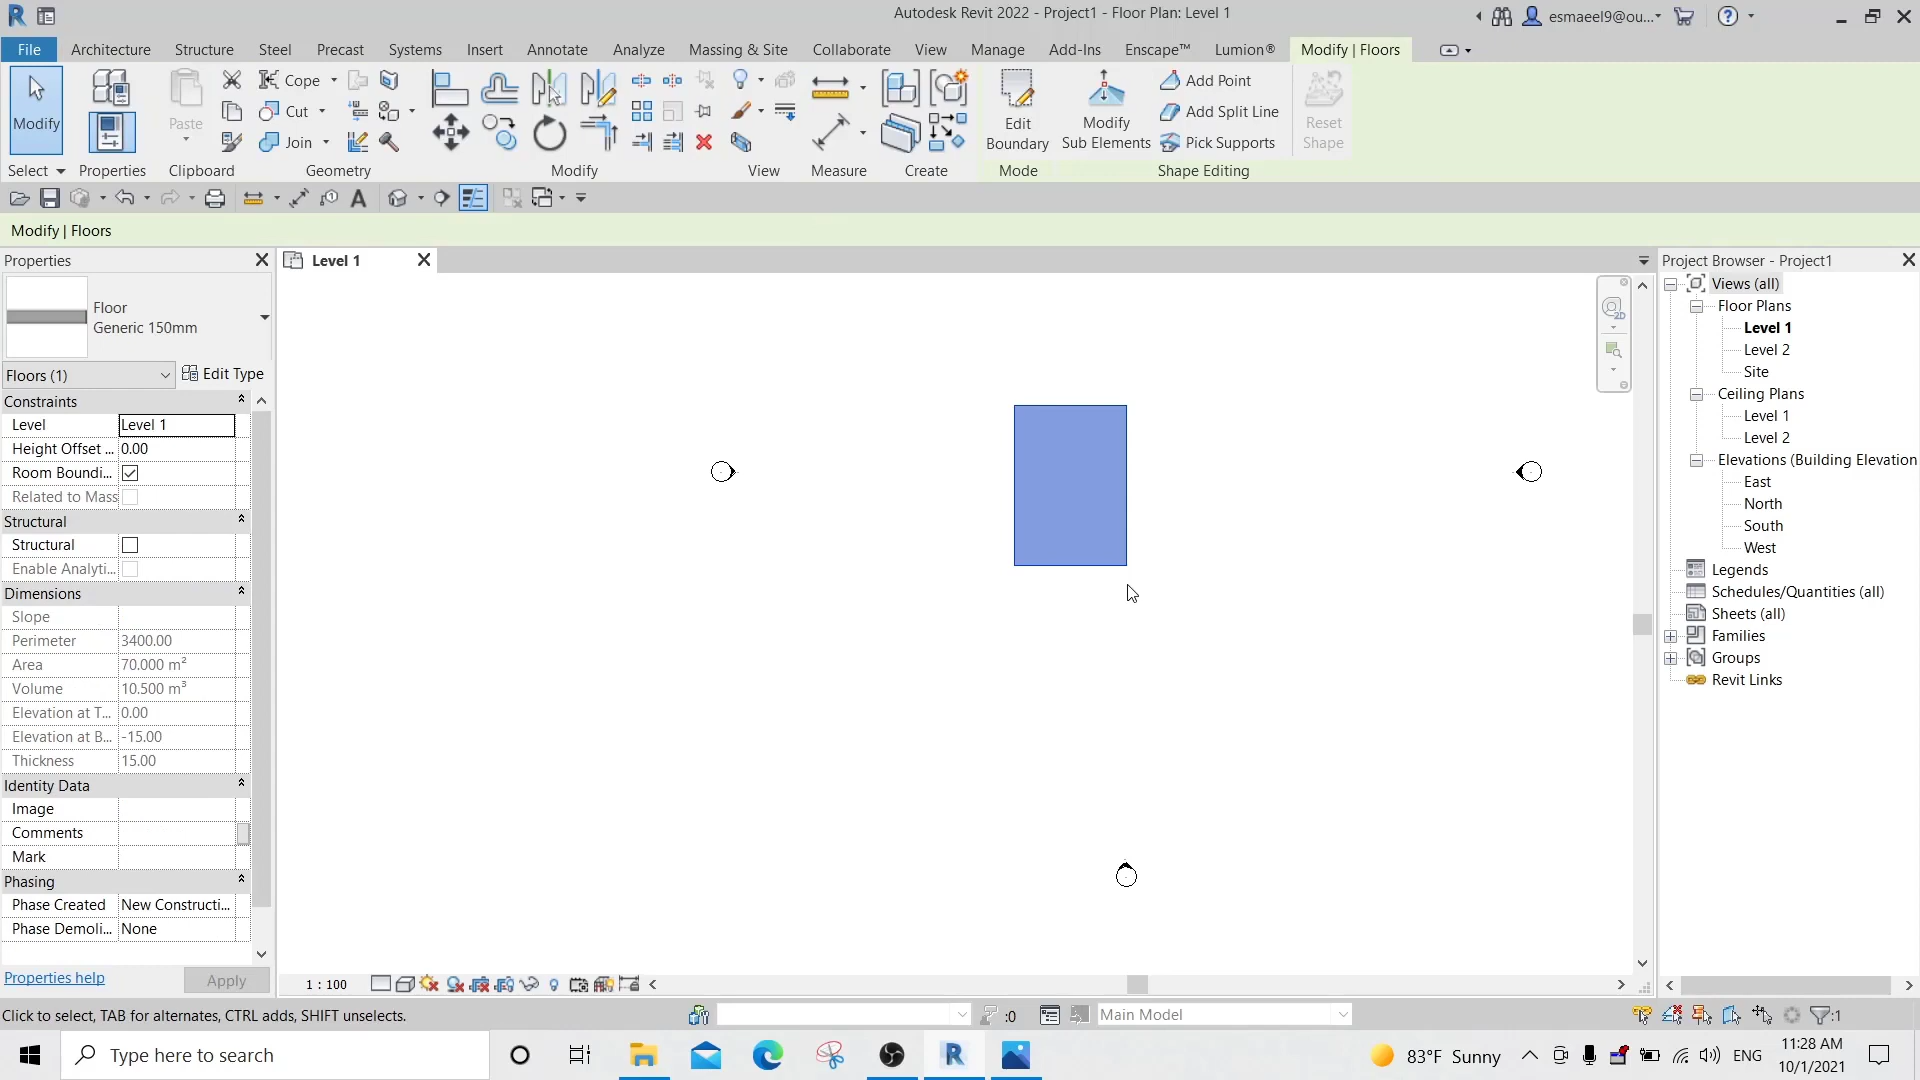 Autodesk Revit 2022 - Project1 - Floor Plan: Level 1
esmaeel9@ou...
File Architecture Structure Steel Precast Systems Insert Annotate Analyze Massing & Site Collaborate View Manage Add-Ins Enscape™ Lumion® Modify | Floors
Modify
Paste
Cope
Cut
Join
Edit
Boundary
Modify
Sub Elements
Add Point
Add Split Line
Pick Supports
Reset
Shape
Select Properties Clipboard Geometry Modify View Measure Create Mode Shape Editing
Modify | Floors
Properties
Floor
Generic 150mm
Floors (1) Edit Type
Constraints
Level Level 1
Height Offset ... 0.00
Room Boundi...
Related to Mass
Structural
Structural
Enable Analyti...
Dimensions
Slope
Perimeter 3400.00
Area 70.000 m²
Volume 10.500 m³
Elevation at T... 0.00
Elevation at B... -15.00
Thickness 15.00
Identity Data
Image
Comments
Mark
Phasing
Phase Created New Constructi...
Phase Demoli... None
Properties help Apply
Level 1
2D
1 : 100
Project Browser - Project1
Views (all)
Floor Plans
Level 1
Level 2
Site
Ceiling Plans
Level 1
Level 2
Elevations (Building Elevation
East
North
South
West
Legends
Schedules/Quantities (all)
Sheets (all)
Families
Groups
Revit Links
Click to select, TAB for alternates, CTRL adds, SHIFT unselects.
:0
Main Model
:1
Type here to search
83°F Sunny
ENG
11:28 AM
10/1/2021